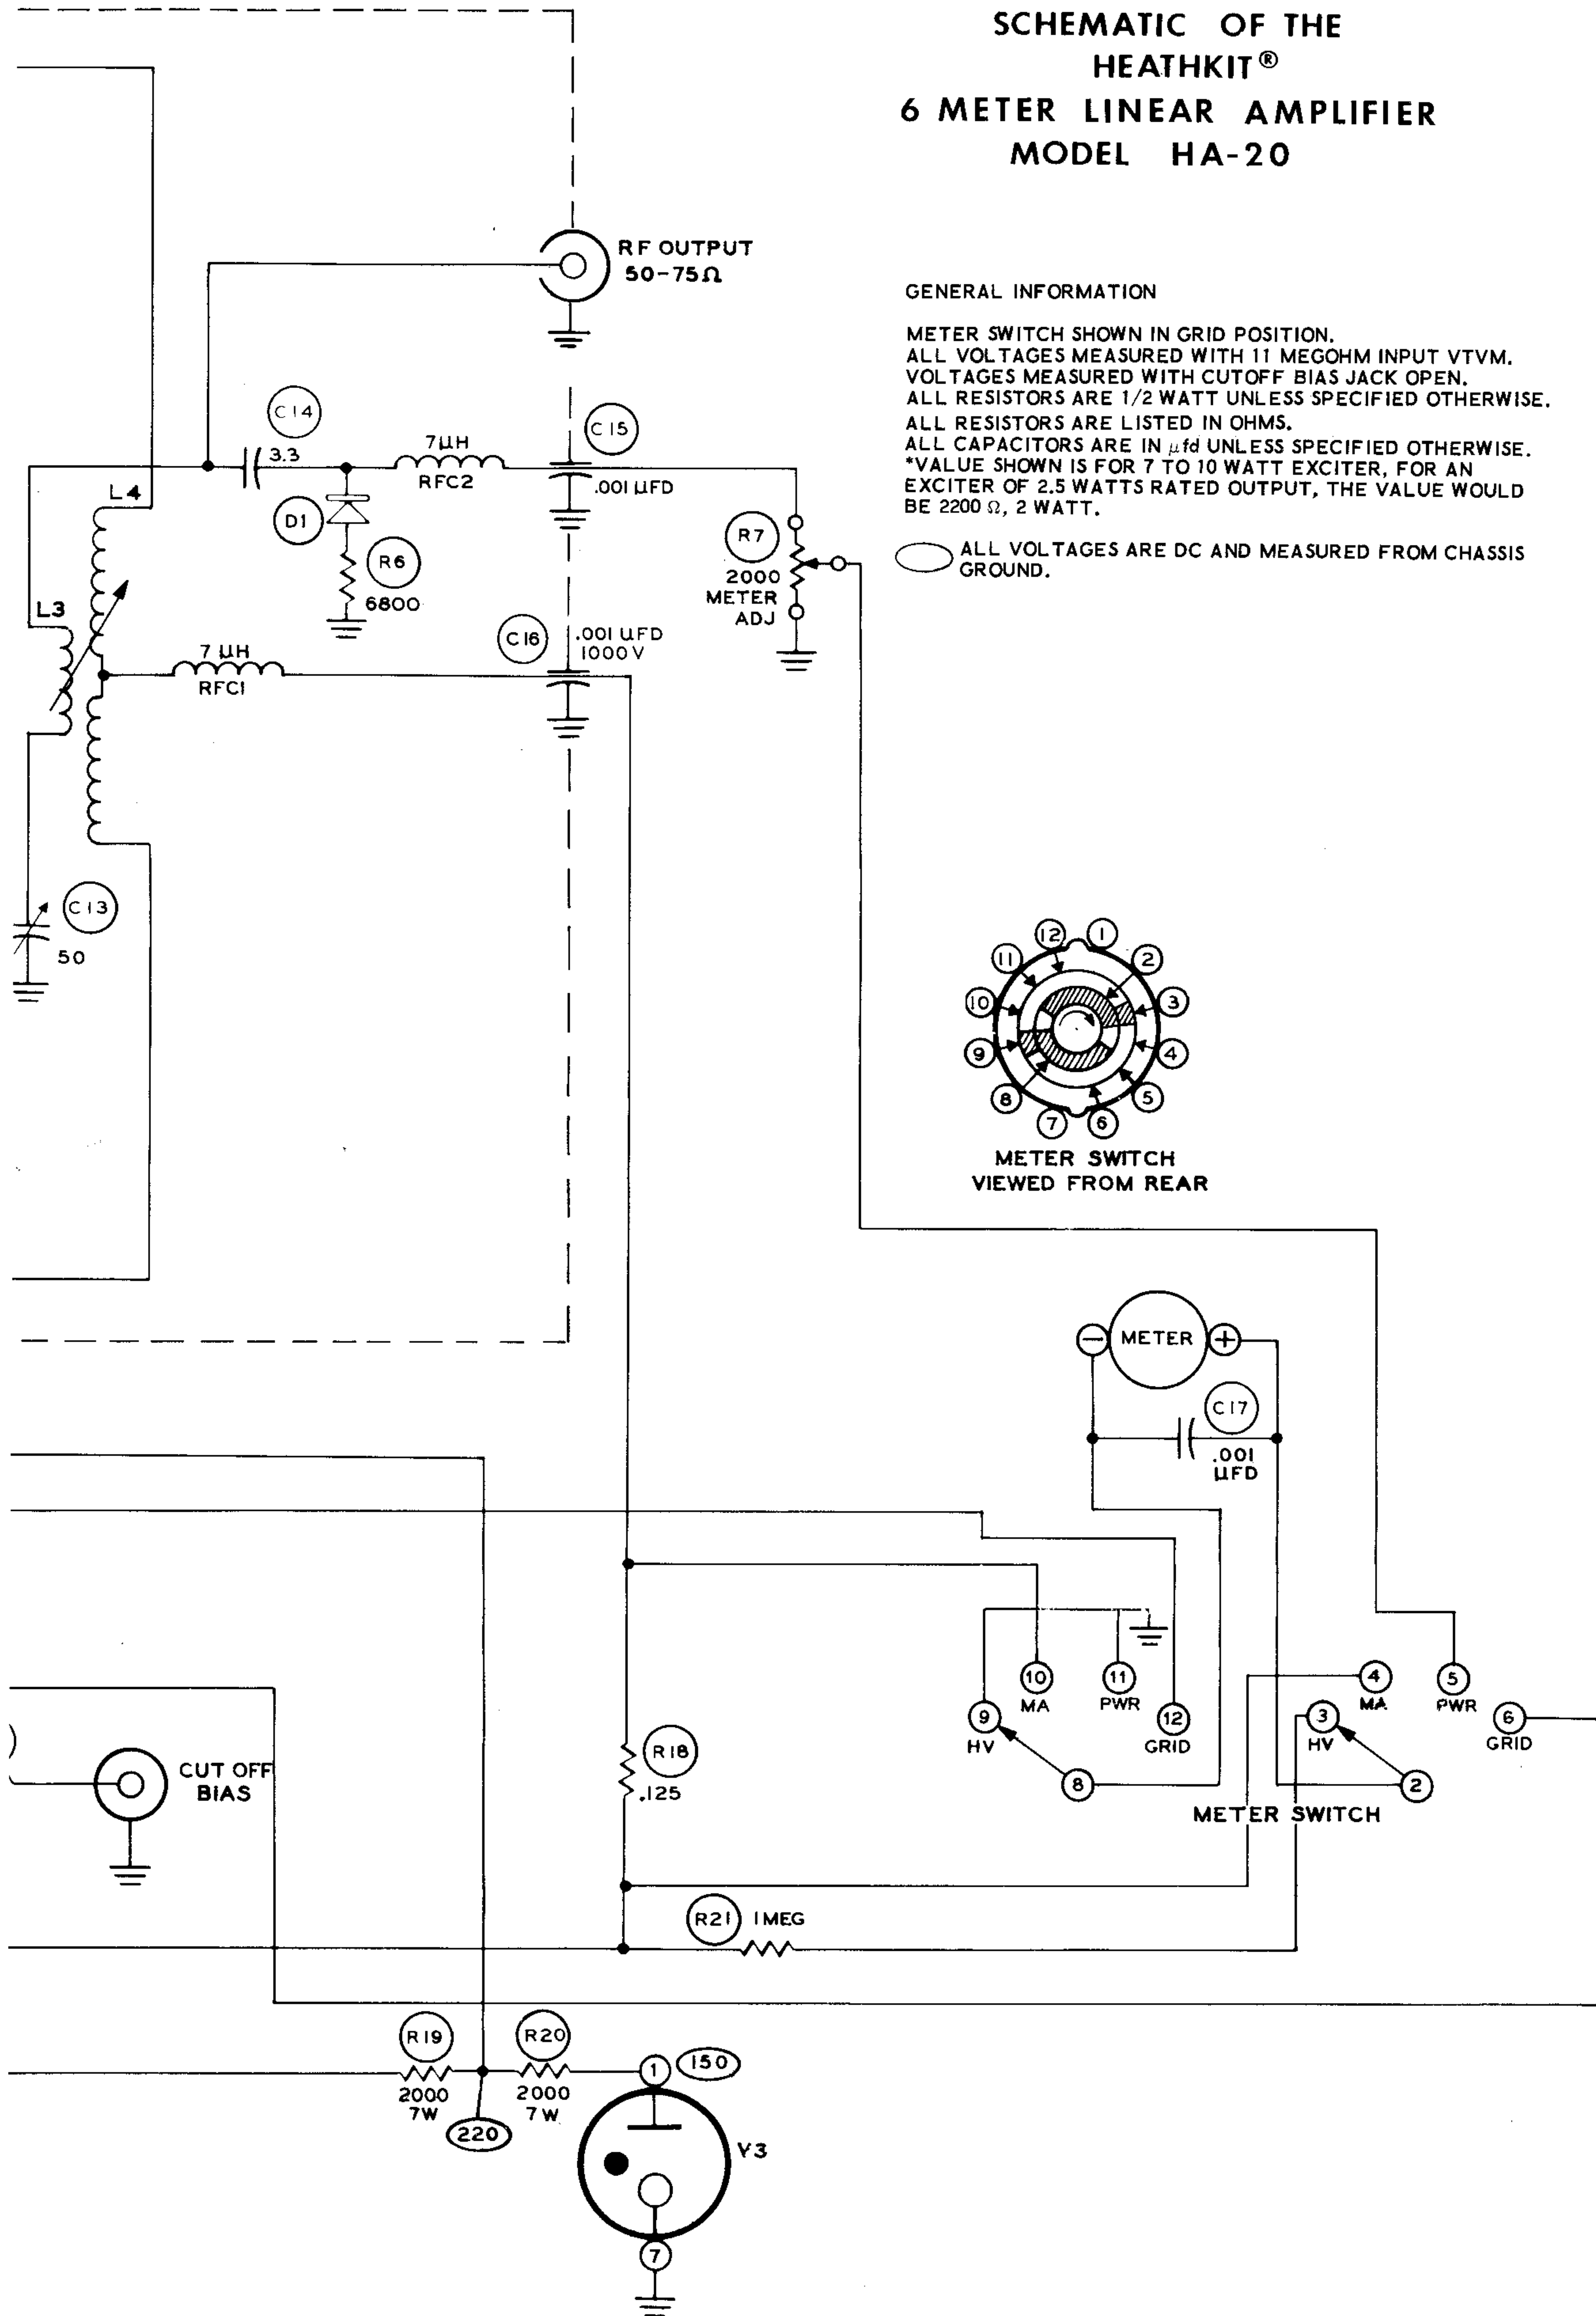 SCHEMATIC OF THE
HEATHKIT®
6 METER LINEAR AMPLIFIER
MODEL HA-20
RF OUTPUT
50-75Ω
GENERAL INFORMATION
METER SWITCH SHOWN IN GRID POSITION.
ALL VOLTAGES MEASURED WITH 11 MEGOHM INPUT VTVM.
VOLTAGES MEASURED WITH CUTOFF BIAS JACK OPEN.
ALL RESISTORS ARE 1/2 WATT UNLESS SPECIFIED OTHERWISE.
ALL RESISTORS ARE LISTED IN OHMS.
ALL CAPACITORS ARE IN μfd UNLESS SPECIFIED OTHERWISE.
*VALUE SHOWN IS FOR 7 TO 10 WATT EXCITER, FOR AN
EXCITER OF 2.5 WATTS RATED OUTPUT, THE VALUE WOULD
BE 2200 Ω, 2 WATT.
ALL VOLTAGES ARE DC AND MEASURED FROM CHASSIS
GROUND.
C14
3.3
7μH
RFC2
C15
.001 μFD
L4
D1
R6
6800
R7
2000
METER
ADJ
L3
7 μH
RFC1
C16
.001 μFD
1000V
C13
50
12
1
11
2
10
3
9
4
8
5
7
6
METER SWITCH
VIEWED FROM REAR
−
METER
+
C17
.001
μFD
10
MA
11
PWR
9
HV
12
GRID
8
4
MA
5
PWR
3
HV
6
GRID
2
METER SWITCH
R18
.125
CUT OFF
BIAS
R21
1MEG
R19
2000
7W
R20
2000
7W
220
1
150
V3
7